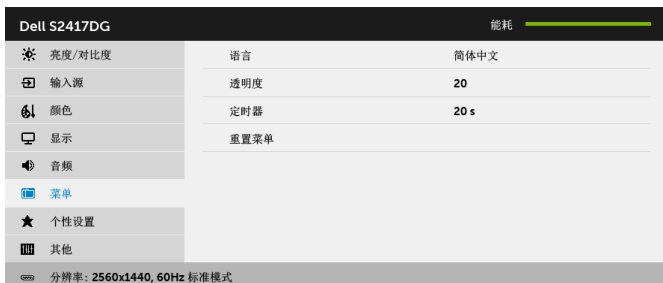 Dell S2417DG 能耗
亮度/对比度 语言 简体中文
输入源 透明度 20
颜色 定时器 20 s
显示 重置菜单
音频
菜单
个性设置
其他
分辨率: 2560x1440, 60Hz 标准模式